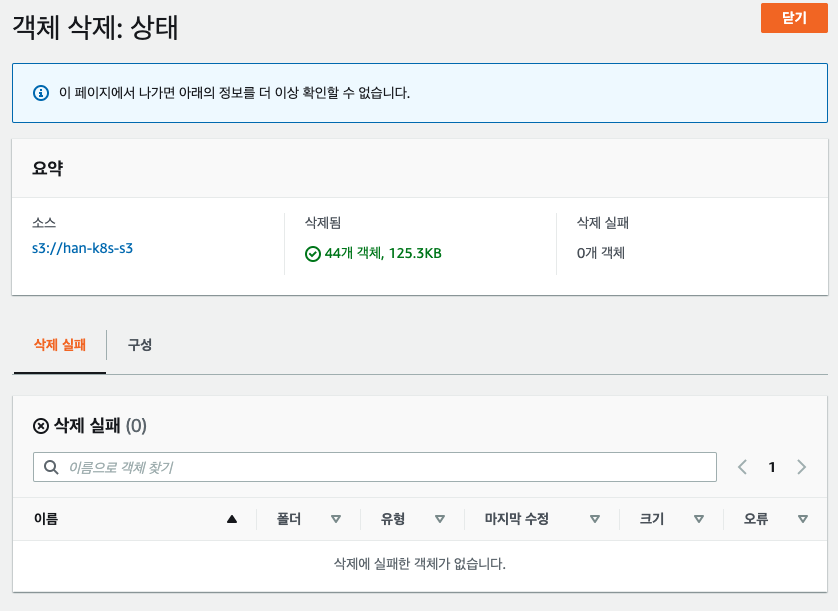 객체 삭제: 상태
닫기
이 페이지에서 나가면 아래의 정보를 더 이상 확인할 수 없습니다.
요약
소스
s3://han-k8s-s3
삭제됨
44개 객체, 125.3KB
삭제 실패
0개 객체
삭제 실패
구성
삭제 실패 (0)
이름으로 객체 찾기
1
이름 폴더 유형 마지막 수정 크기 오류
삭제에 실패한 객체가 없습니다.